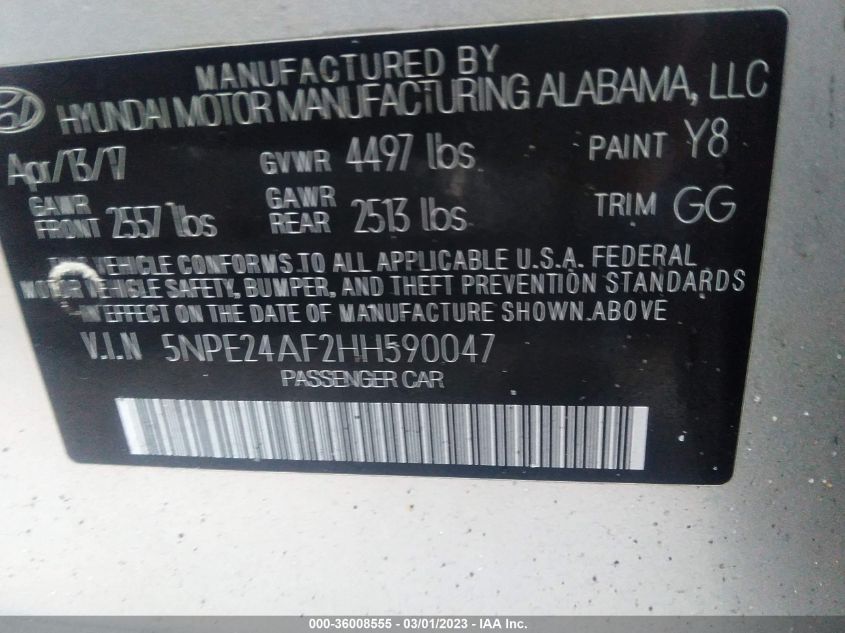 MANUFACTURED BY
HYUNDAI MOTOR MANUFACTURING ALABAMA, LLC
Apr/13/17 GVWR 4497 lbs PAINT Y8
GAWR FRONT 2557 lbs GAWR REAR 2513 lbs TRIM GG
VEHICLE CONFORMS TO ALL APPLICABLE U.S.A. FEDERAL
MOTOR VEHICLE SAFETY, BUMPER, AND THEFT PREVENTION STANDARDS
IN EFFECT ON THE DATE OF MANUFACTURE SHOWN ABOVE
V.I.N 5NPE24AF2HH590047
PASSENGER CAR
000-36008555 — 03/01/2023 — IAA Inc.